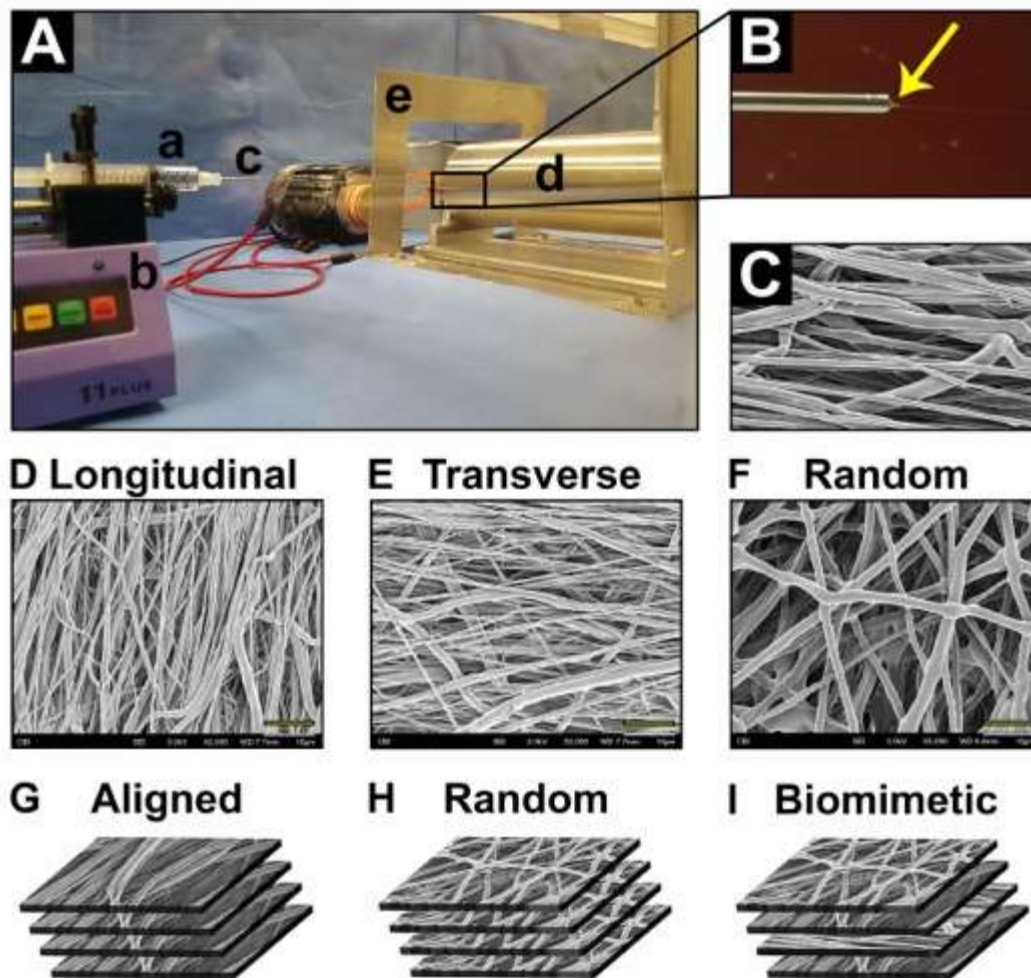 A
a
c
b
e
d
11 PLUS
B
C
D Longitudinal
E Transverse
F Random
G Aligned
H Random
I Biomimetic